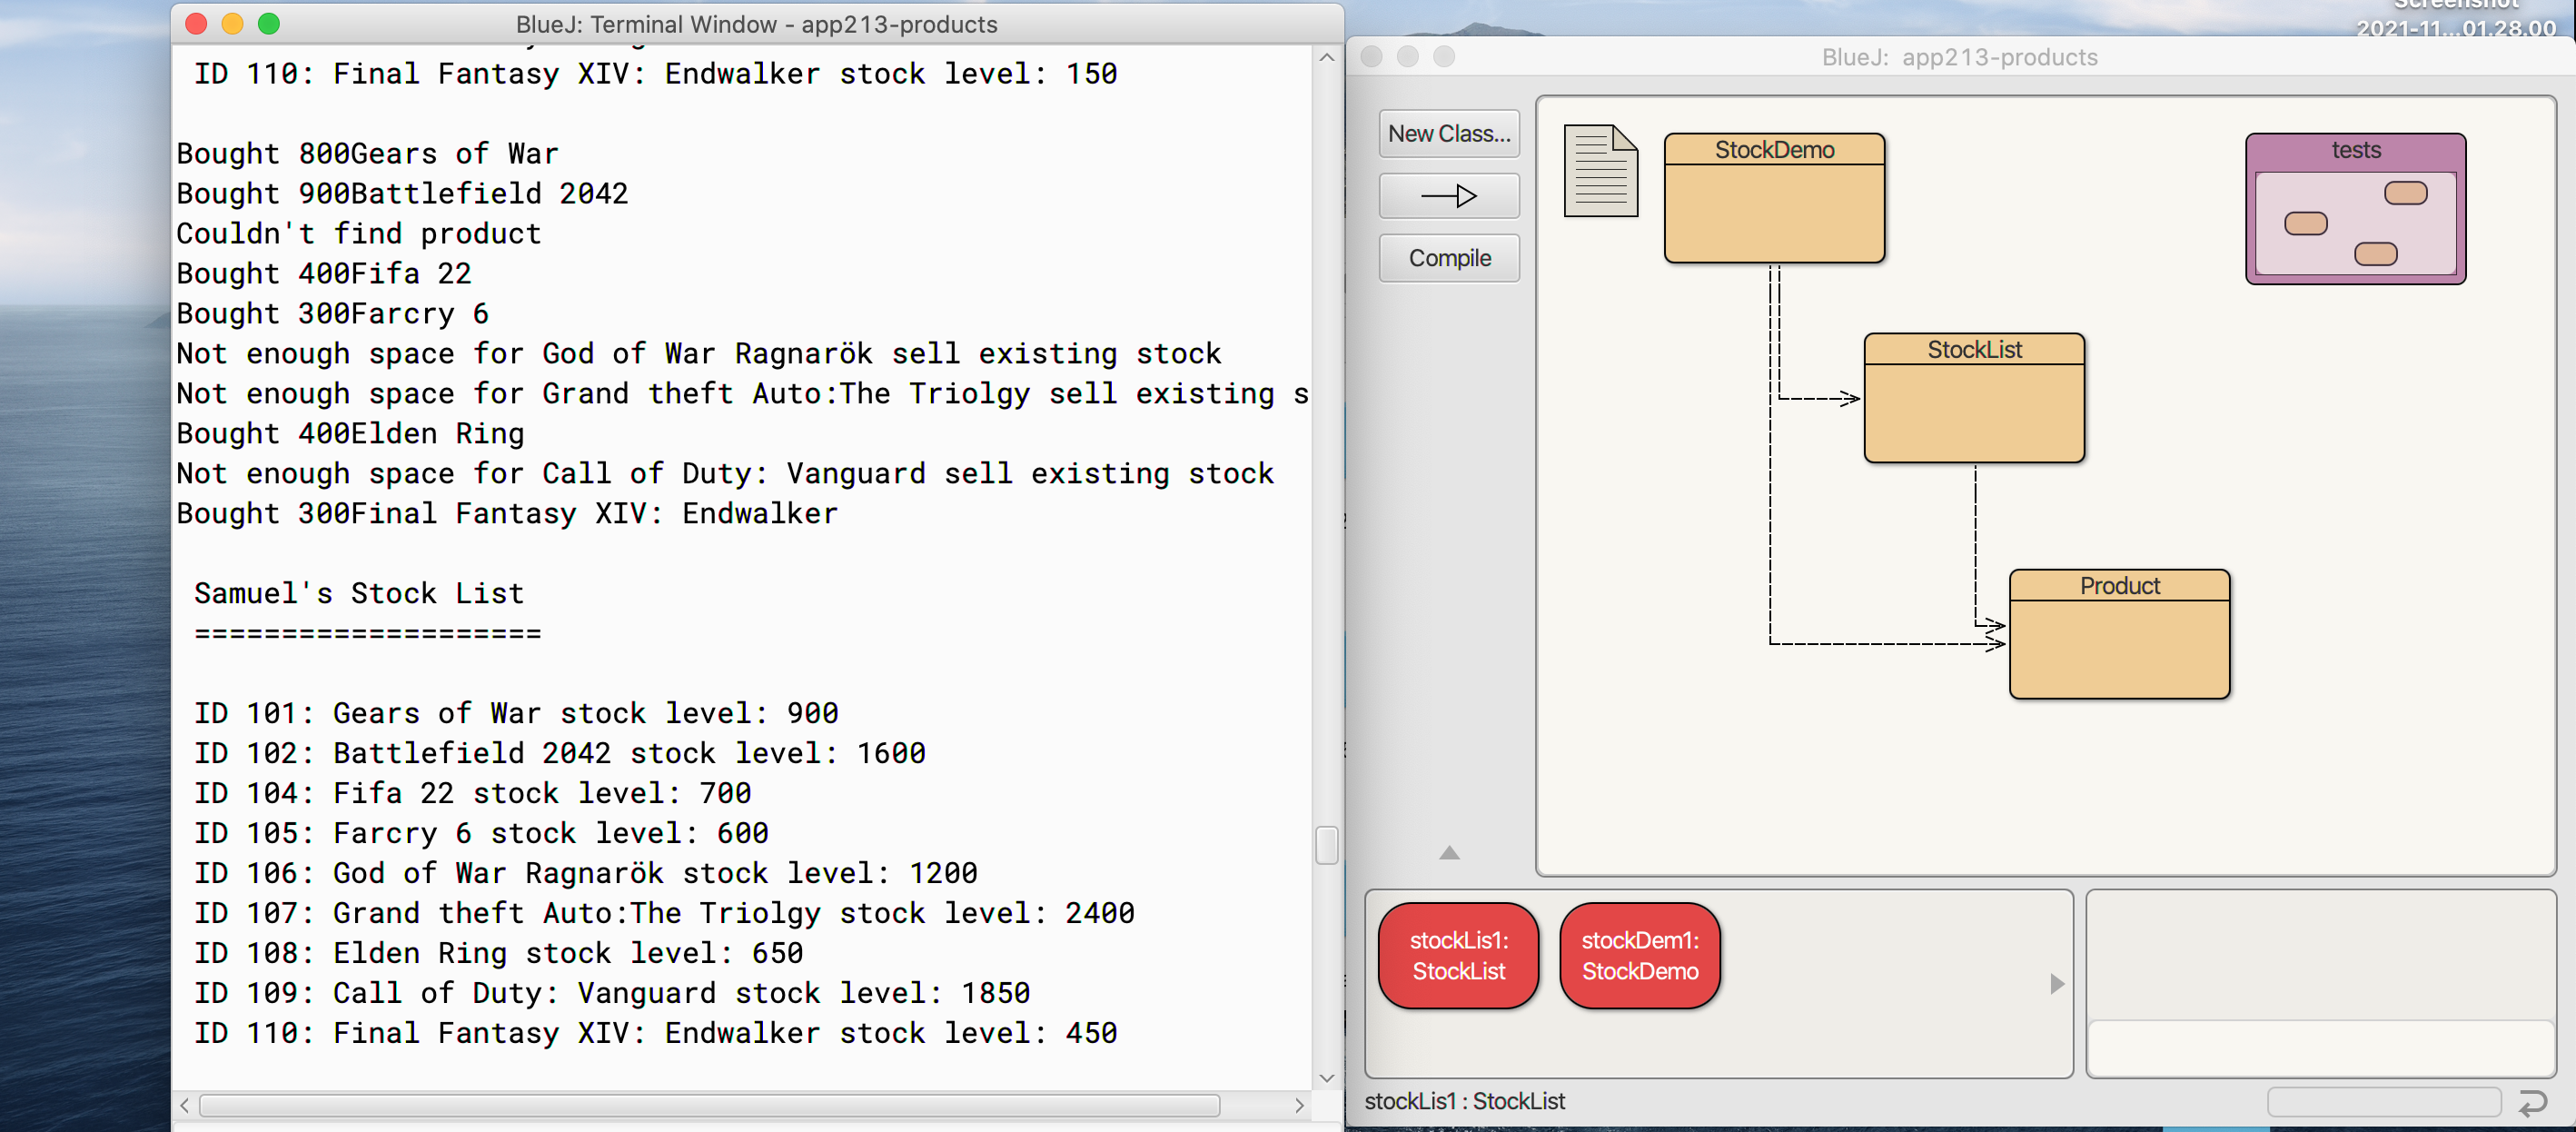 BlueJ: Terminal Window - app213-products
ID 110: Final Fantasy XIV: Endwalker stock level: 150
Bought 800Gears of War
Bought 900Battlefield 2042
Couldn't find product
Bought 400Fifa 22
Bought 300Farcry 6
Not enough space for God of War Ragnarök sell existing stock
Not enough space for Grand theft Auto:The Triolgy sell existing s
Bought 400Elden Ring
Not enough space for Call of Duty: Vanguard sell existing stock
Bought 300Final Fantasy XIV: Endwalker
Samuel's Stock List
====================
ID 101: Gears of War stock level: 900
ID 102: Battlefield 2042 stock level: 1600
ID 104: Fifa 22 stock level: 700
ID 105: Farcry 6 stock level: 600
ID 106: God of War Ragnarök stock level: 1200
ID 107: Grand theft Auto:The Triolgy stock level: 2400
ID 108: Elden Ring stock level: 650
ID 109: Call of Duty: Vanguard stock level: 1850
ID 110: Final Fantasy XIV: Endwalker stock level: 450
Screenshot
2021-11...01.28.00
BlueJ: app213-products
New Class...
Compile
StockDemo
tests
StockList
Product
stockLis1:
StockList
stockDem1:
StockDemo
stockLis1 : StockList